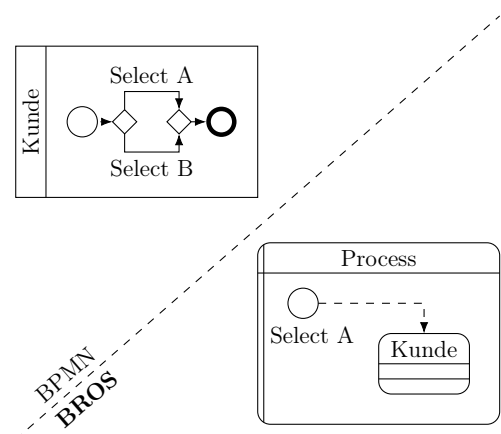 Select A
Kunde
Select B
Process
Select A
Kunde
BPMN
BROS